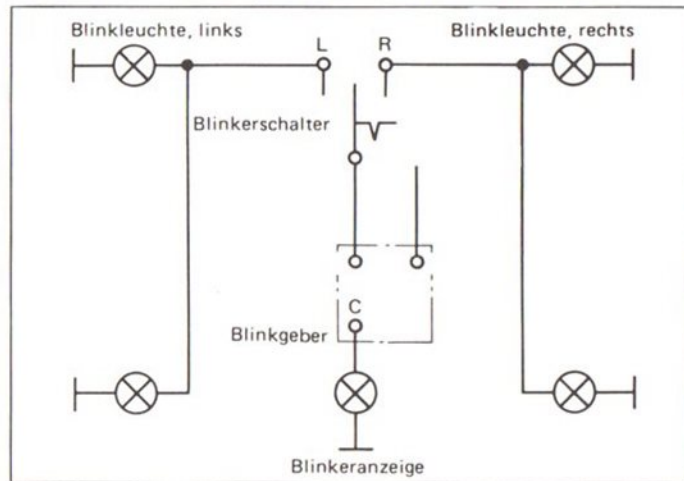 Blinkleuchte, links
L
R
Blinkleuchte, rechts
Blinkerschalter
C
Blinkgeber
Blinkeranzeige